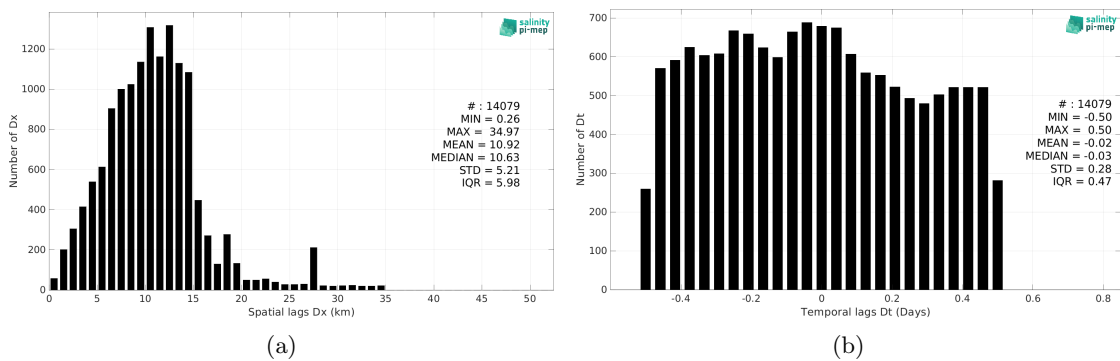 salinity
pi-mep
Number of Dx
1200
1000
800
600
400
200
0
# : 14079
MIN = 0.26
MAX = 34.97
MEAN = 10.92
MEDIAN = 10.63
STD = 5.21
IQR = 5.98
0 5 10 15 20 25 30 35 40 45 50
Spatial lags Dx (km)
(a)
salinity
pi-mep
Number of Dt
700
600
500
400
300
200
100
0
# : 14079
MIN = -0.50
MAX = 0.50
MEAN = -0.02
MEDIAN = -0.03
STD = 0.28
IQR = 0.47
-0.4 -0.2 0 0.2 0.4 0.6 0.8
Temporal lags Dt (Days)
(b)